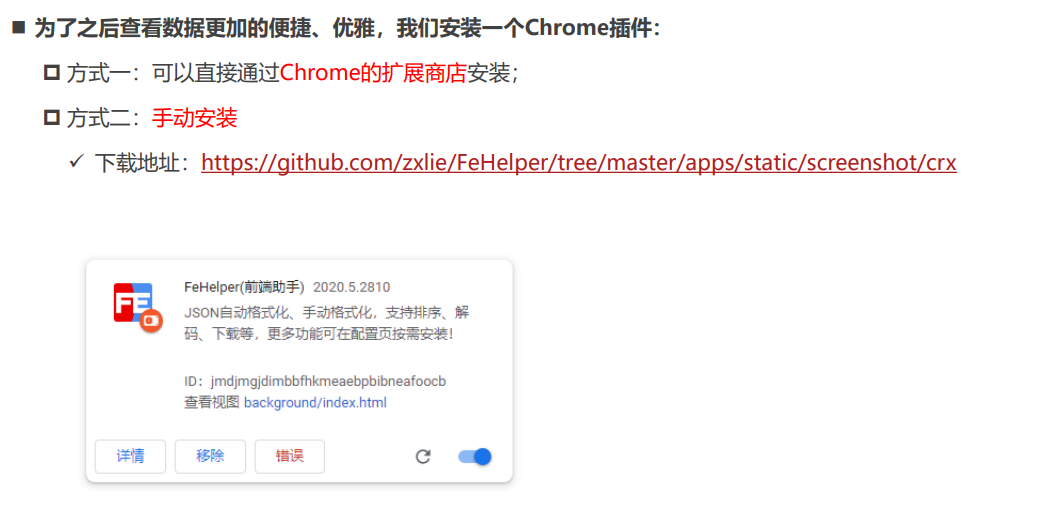 为了之后查看数据更加的便捷、优雅，我们安装一个Chrome插件：
方式一：可以直接通过Chrome的扩展商店安装；
方式二：手动安装
下载地址：https://github.com/zxlie/FeHelper/tree/master/apps/static/screenshot/crx
FE
FeHelper(前端助手) 2020.5.2810
JSON自动格式化、手动格式化，支持排序、解
码、下载等，更多功能可在配置页按需安装！
ID：jmdjmgjdimbbfhkmeaebpbibneafoocb
查看视图 background/index.html
详情 移除 错误